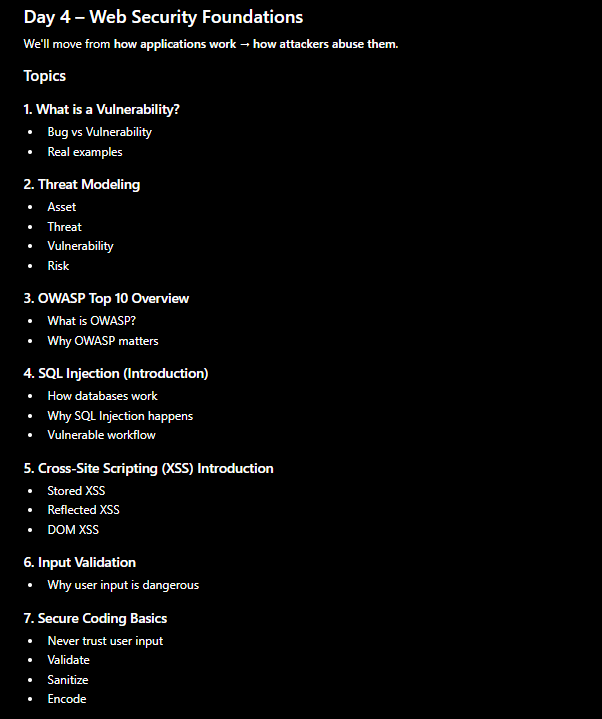 Day 4 – Web Security Foundations
We'll move from how applications work → how attackers abuse them.
Topics
1. What is a Vulnerability?
• Bug vs Vulnerability
• Real examples
2. Threat Modeling
• Asset
• Threat
• Vulnerability
• Risk
3. OWASP Top 10 Overview
• What is OWASP?
• Why OWASP matters
4. SQL Injection (Introduction)
• How databases work
• Why SQL Injection happens
• Vulnerable workflow
5. Cross-Site Scripting (XSS) Introduction
• Stored XSS
• Reflected XSS
• DOM XSS
6. Input Validation
• Why user input is dangerous
7. Secure Coding Basics
• Never trust user input
• Validate
• Sanitize
• Encode